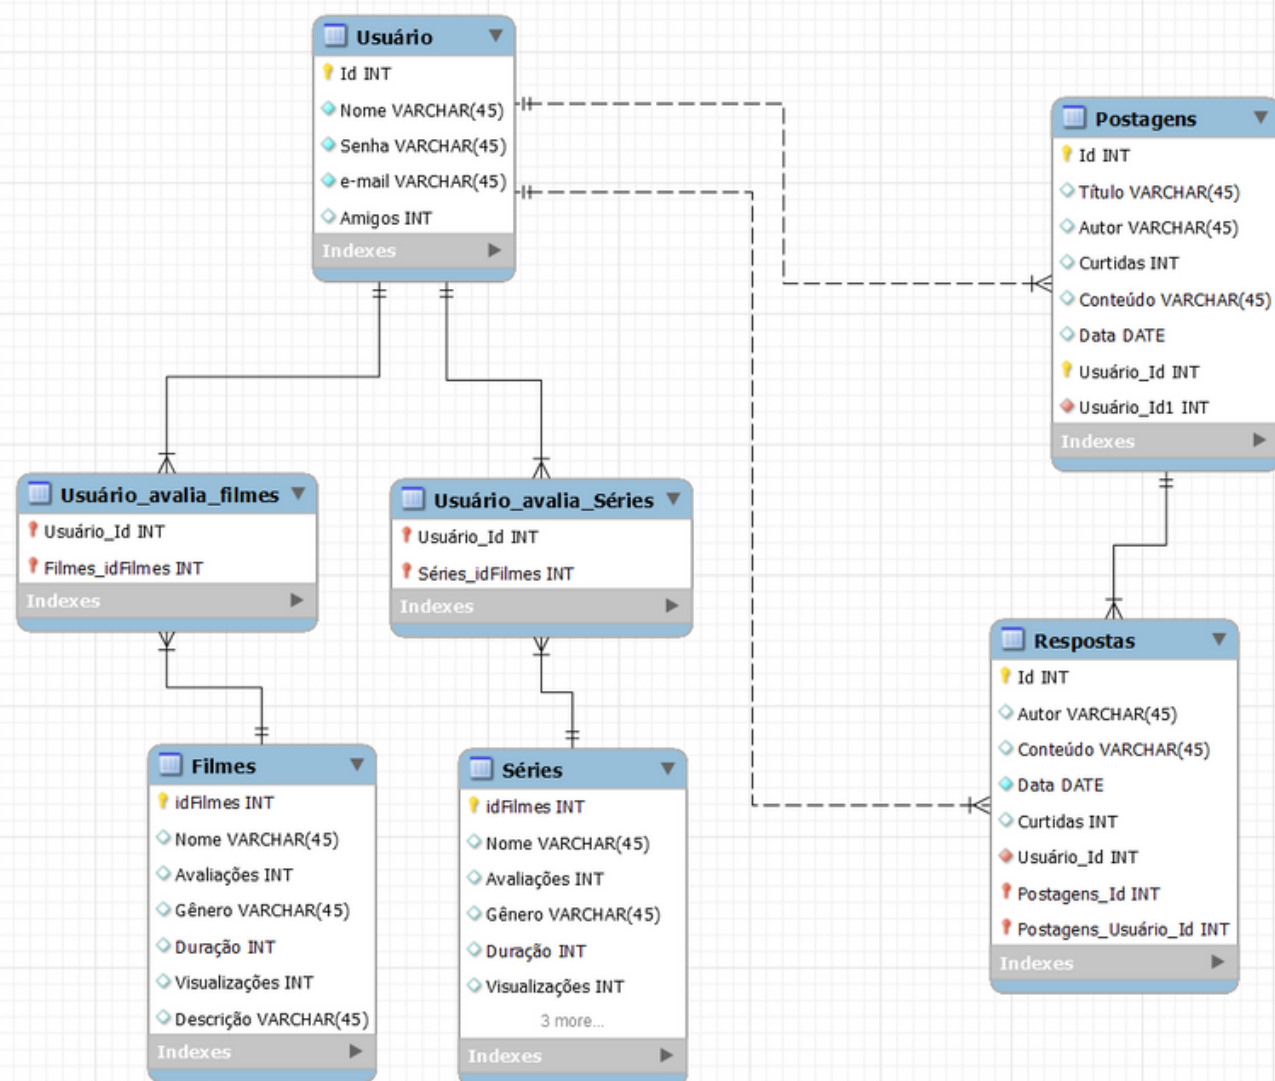 Usuário
Id INT
Nome VARCHAR(45)
Senha VARCHAR(45)
e-mail VARCHAR(45)
Amigos INT
Indexes
Postagens
Id INT
Título VARCHAR(45)
Autor VARCHAR(45)
Curtidas INT
Conteúdo VARCHAR(45)
Data DATE
Usuário_Id INT
Usuário_Id1 INT
Indexes
Usuário_avalia_filmes
Usuário_Id INT
Filmes_idFilmes INT
Indexes
Usuário_avalia_Séries
Usuário_Id INT
Séries_idFilmes INT
Indexes
Respostas
Id INT
Autor VARCHAR(45)
Conteúdo VARCHAR(45)
Data DATE
Curtidas INT
Usuário_Id INT
Postagens_Id INT
Postagens_Usuário_Id INT
Indexes
Filmes
idFilmes INT
Nome VARCHAR(45)
Avaliações INT
Gênero VARCHAR(45)
Duração INT
Visualizações INT
Descrição VARCHAR(45)
Indexes
Séries
idFilmes INT
Nome VARCHAR(45)
Avaliações INT
Gênero VARCHAR(45)
Duração INT
Visualizações INT
3 more...
Indexes